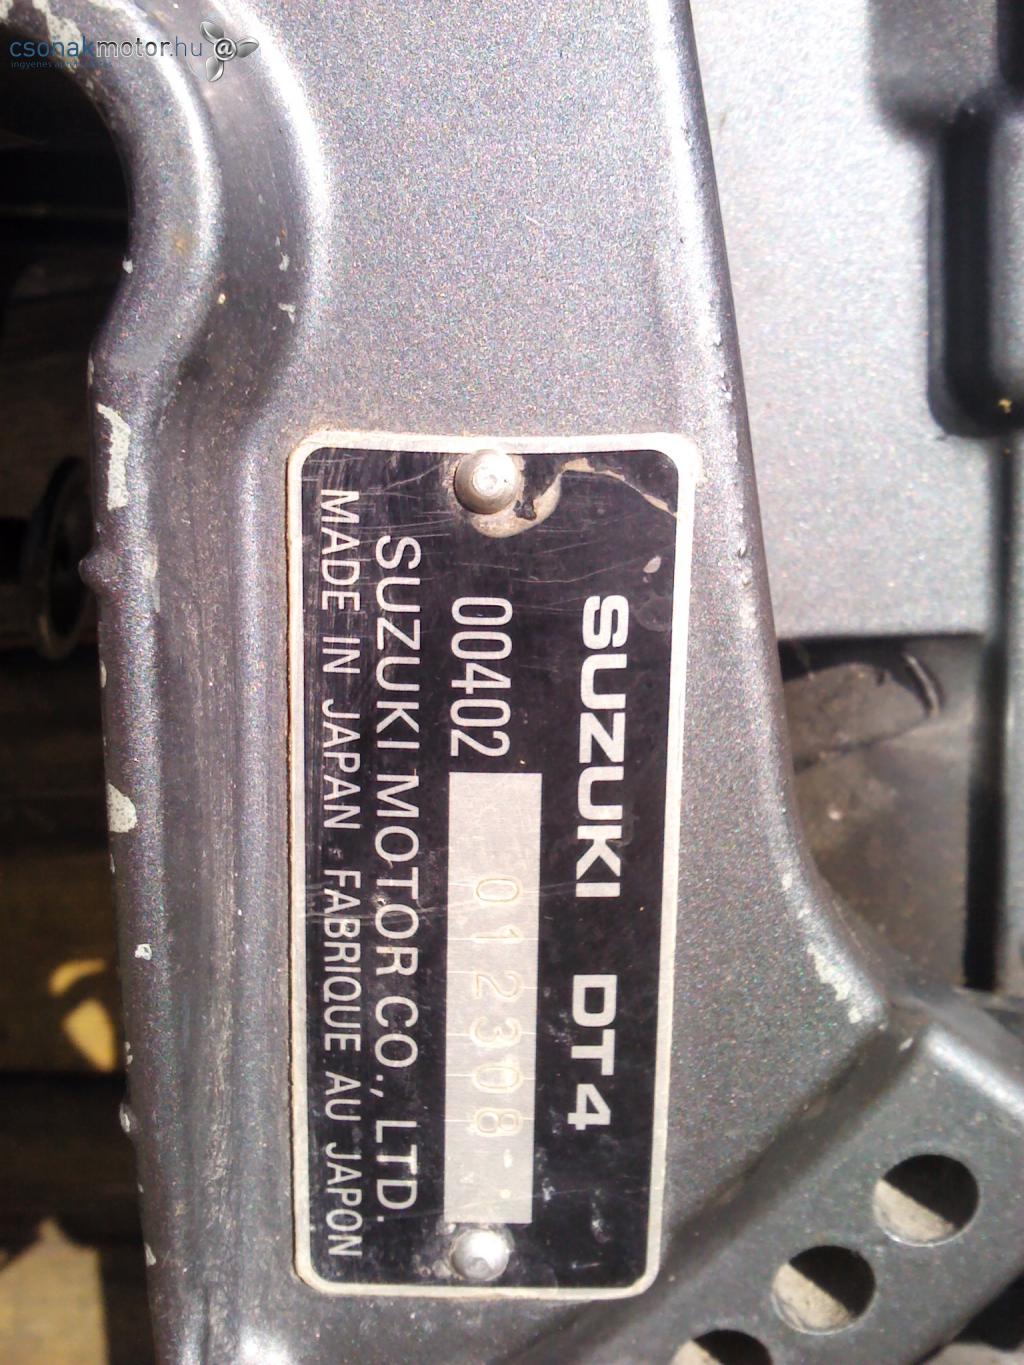 csonakmotor.hu
SUZUKI DT4
00402 012308
SUZUKI MOTOR CO., LTD.
MADE IN JAPAN · FABRIQUE AU JAPON